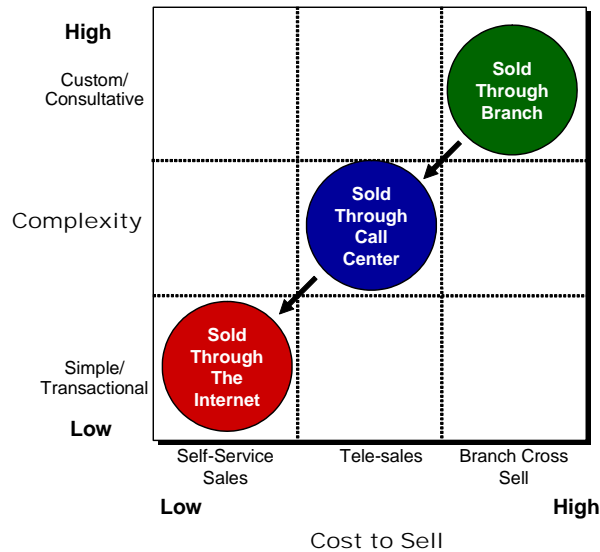 High
Custom/
Consultative
Sold
Through
Branch
Complexity
Sold
Through
Call
Center
Sold
Through
The
Internet
Simple/
Transactional
Low
Self-Service
Sales
Tele-sales
Branch Cross
Sell
Low
High
Cost to Sell